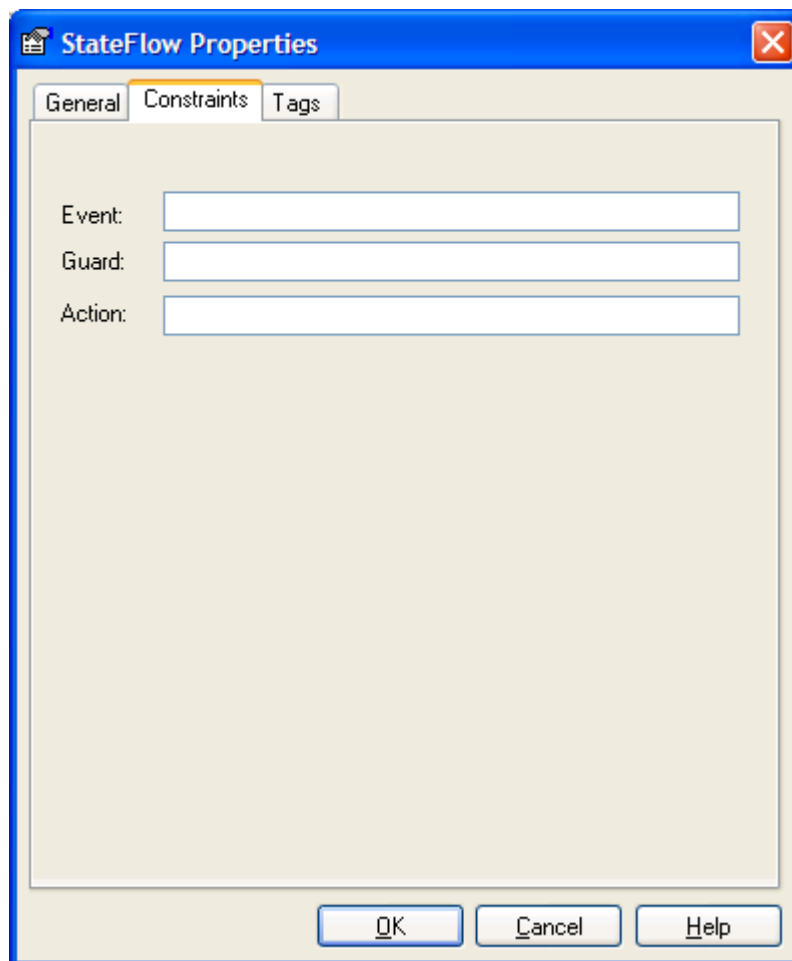 StateFlow Properties
General Constraints Tags
Event:
Guard:
Action:
OK Cancel Help